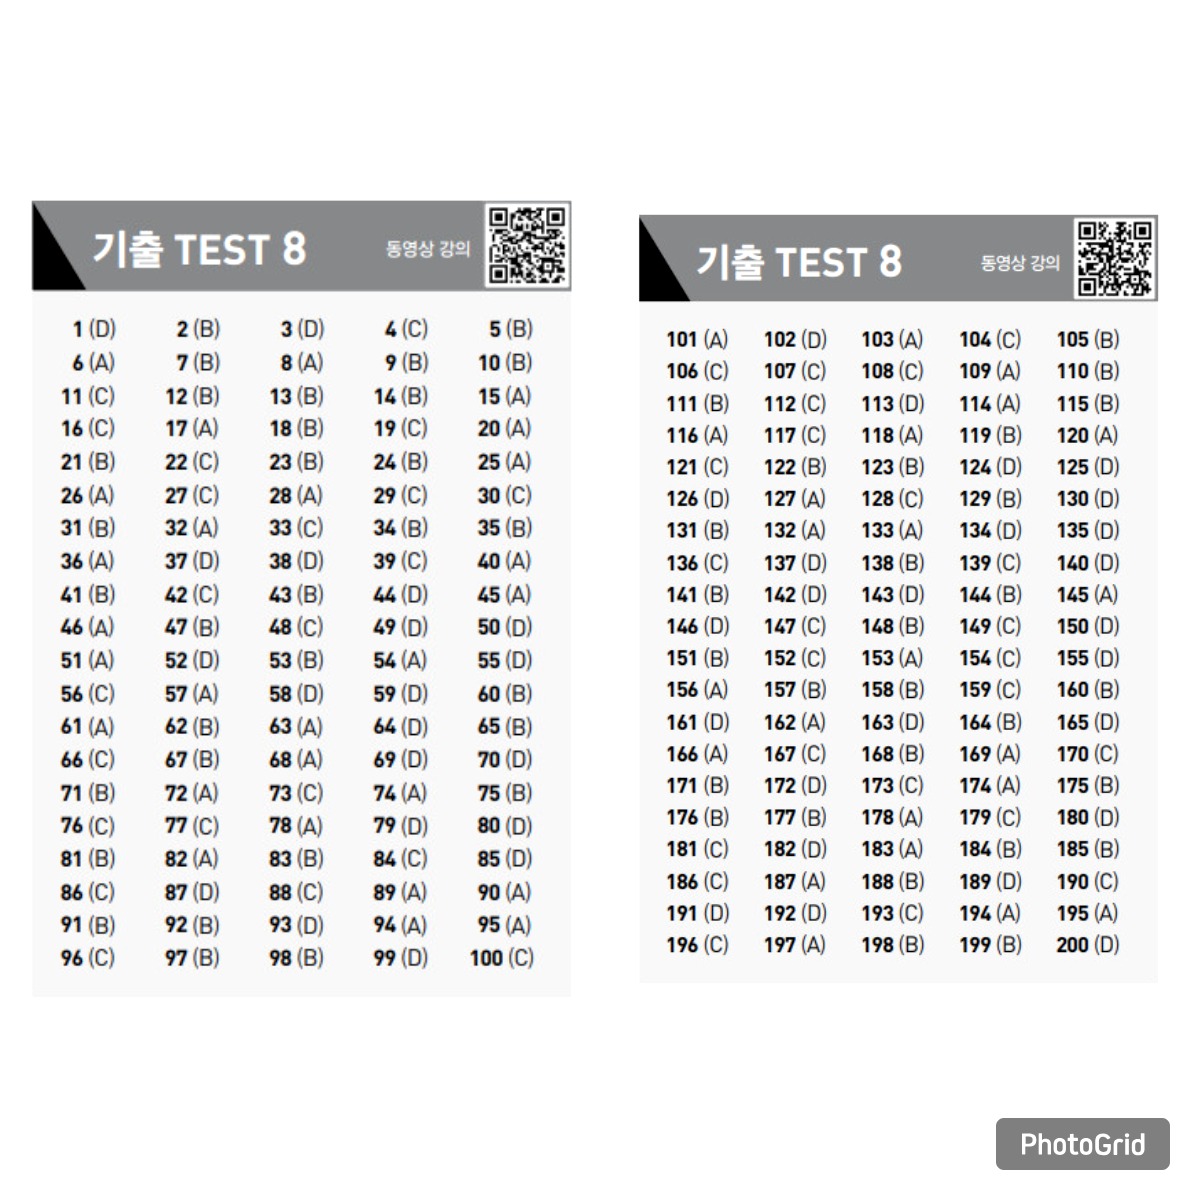 기출 TEST 8 동영상 강의
1 (D) 2 (B) 3 (D) 4 (C) 5 (B)
6 (A) 7 (B) 8 (A) 9 (B) 10 (B)
11 (C) 12 (B) 13 (B) 14 (B) 15 (A)
16 (C) 17 (A) 18 (B) 19 (C) 20 (A)
21 (B) 22 (C) 23 (B) 24 (B) 25 (A)
26 (A) 27 (C) 28 (A) 29 (C) 30 (C)
31 (B) 32 (A) 33 (C) 34 (B) 35 (B)
36 (A) 37 (D) 38 (D) 39 (C) 40 (A)
41 (B) 42 (C) 43 (B) 44 (D) 45 (A)
46 (A) 47 (B) 48 (C) 49 (D) 50 (D)
51 (A) 52 (D) 53 (B) 54 (A) 55 (D)
56 (C) 57 (A) 58 (D) 59 (D) 60 (B)
61 (A) 62 (B) 63 (A) 64 (D) 65 (B)
66 (C) 67 (B) 68 (A) 69 (D) 70 (D)
71 (B) 72 (A) 73 (C) 74 (A) 75 (B)
76 (C) 77 (C) 78 (A) 79 (D) 80 (D)
81 (B) 82 (A) 83 (B) 84 (C) 85 (D)
86 (C) 87 (D) 88 (C) 89 (A) 90 (A)
91 (B) 92 (B) 93 (D) 94 (A) 95 (A)
96 (C) 97 (B) 98 (B) 99 (D) 100 (C)
기출 TEST 8 동영상 강의
101 (A) 102 (D) 103 (A) 104 (C) 105 (B)
106 (C) 107 (C) 108 (C) 109 (A) 110 (B)
111 (B) 112 (C) 113 (D) 114 (A) 115 (B)
116 (A) 117 (C) 118 (A) 119 (B) 120 (A)
121 (C) 122 (B) 123 (B) 124 (D) 125 (D)
126 (D) 127 (A) 128 (C) 129 (B) 130 (D)
131 (B) 132 (A) 133 (A) 134 (D) 135 (D)
136 (C) 137 (D) 138 (B) 139 (C) 140 (D)
141 (B) 142 (D) 143 (D) 144 (B) 145 (A)
146 (D) 147 (C) 148 (B) 149 (C) 150 (D)
151 (B) 152 (C) 153 (A) 154 (C) 155 (D)
156 (A) 157 (B) 158 (B) 159 (C) 160 (B)
161 (D) 162 (A) 163 (D) 164 (B) 165 (D)
166 (A) 167 (C) 168 (B) 169 (A) 170 (C)
171 (B) 172 (D) 173 (C) 174 (A) 175 (B)
176 (B) 177 (B) 178 (A) 179 (C) 180 (D)
181 (C) 182 (D) 183 (A) 184 (B) 185 (B)
186 (C) 187 (A) 188 (B) 189 (D) 190 (C)
191 (D) 192 (D) 193 (C) 194 (A) 195 (A)
196 (C) 197 (A) 198 (B) 199 (B) 200 (D)
PhotoGrid